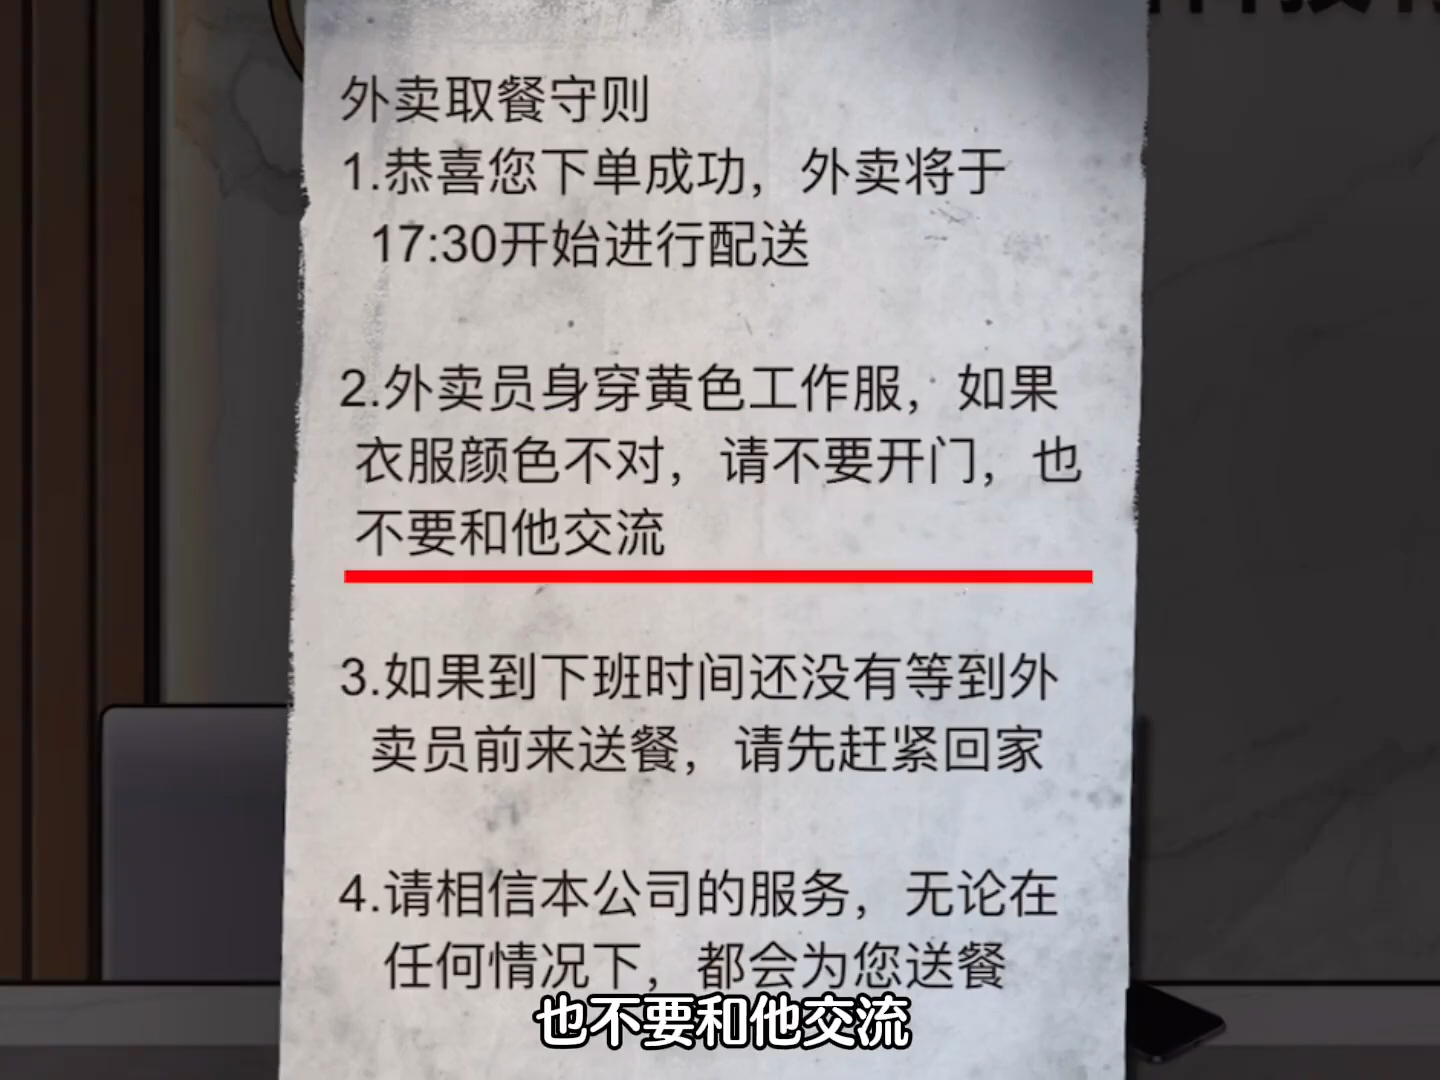 外卖取餐守则
1.恭喜您下单成功，外卖将于
17:30开始进行配送
2.外卖员身穿黄色工作服，如果
衣服颜色不对，请不要开门，也
不要和他交流
3.如果到下班时间还没有等到外
卖员前来送餐，请先赶紧回家
4.请相信本公司的服务，无论在
任何情况下，都会为您送餐
也不要和他交流